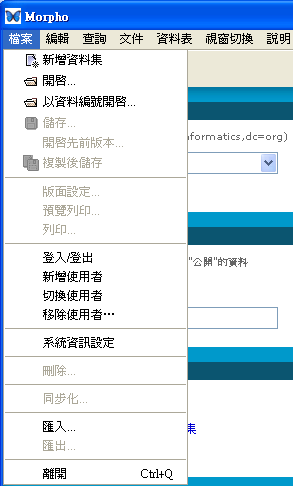 Morpho
檔案 編輯 查詢 文件 資料表 視窗切換 說明
新增資料集
開啓...
以資料編號開啓...
儲存...
開啓先前版本...
nformatics,dc=org)
複製後儲存
版面設定...
預覽列印...
列印...
登入/登出
"公開"的資料
新增使用者
切換使用者
移除使用者…
系統資訊設定
刪除...
同步化...
匯入...
集
匯出...
離開 Ctrl+Q